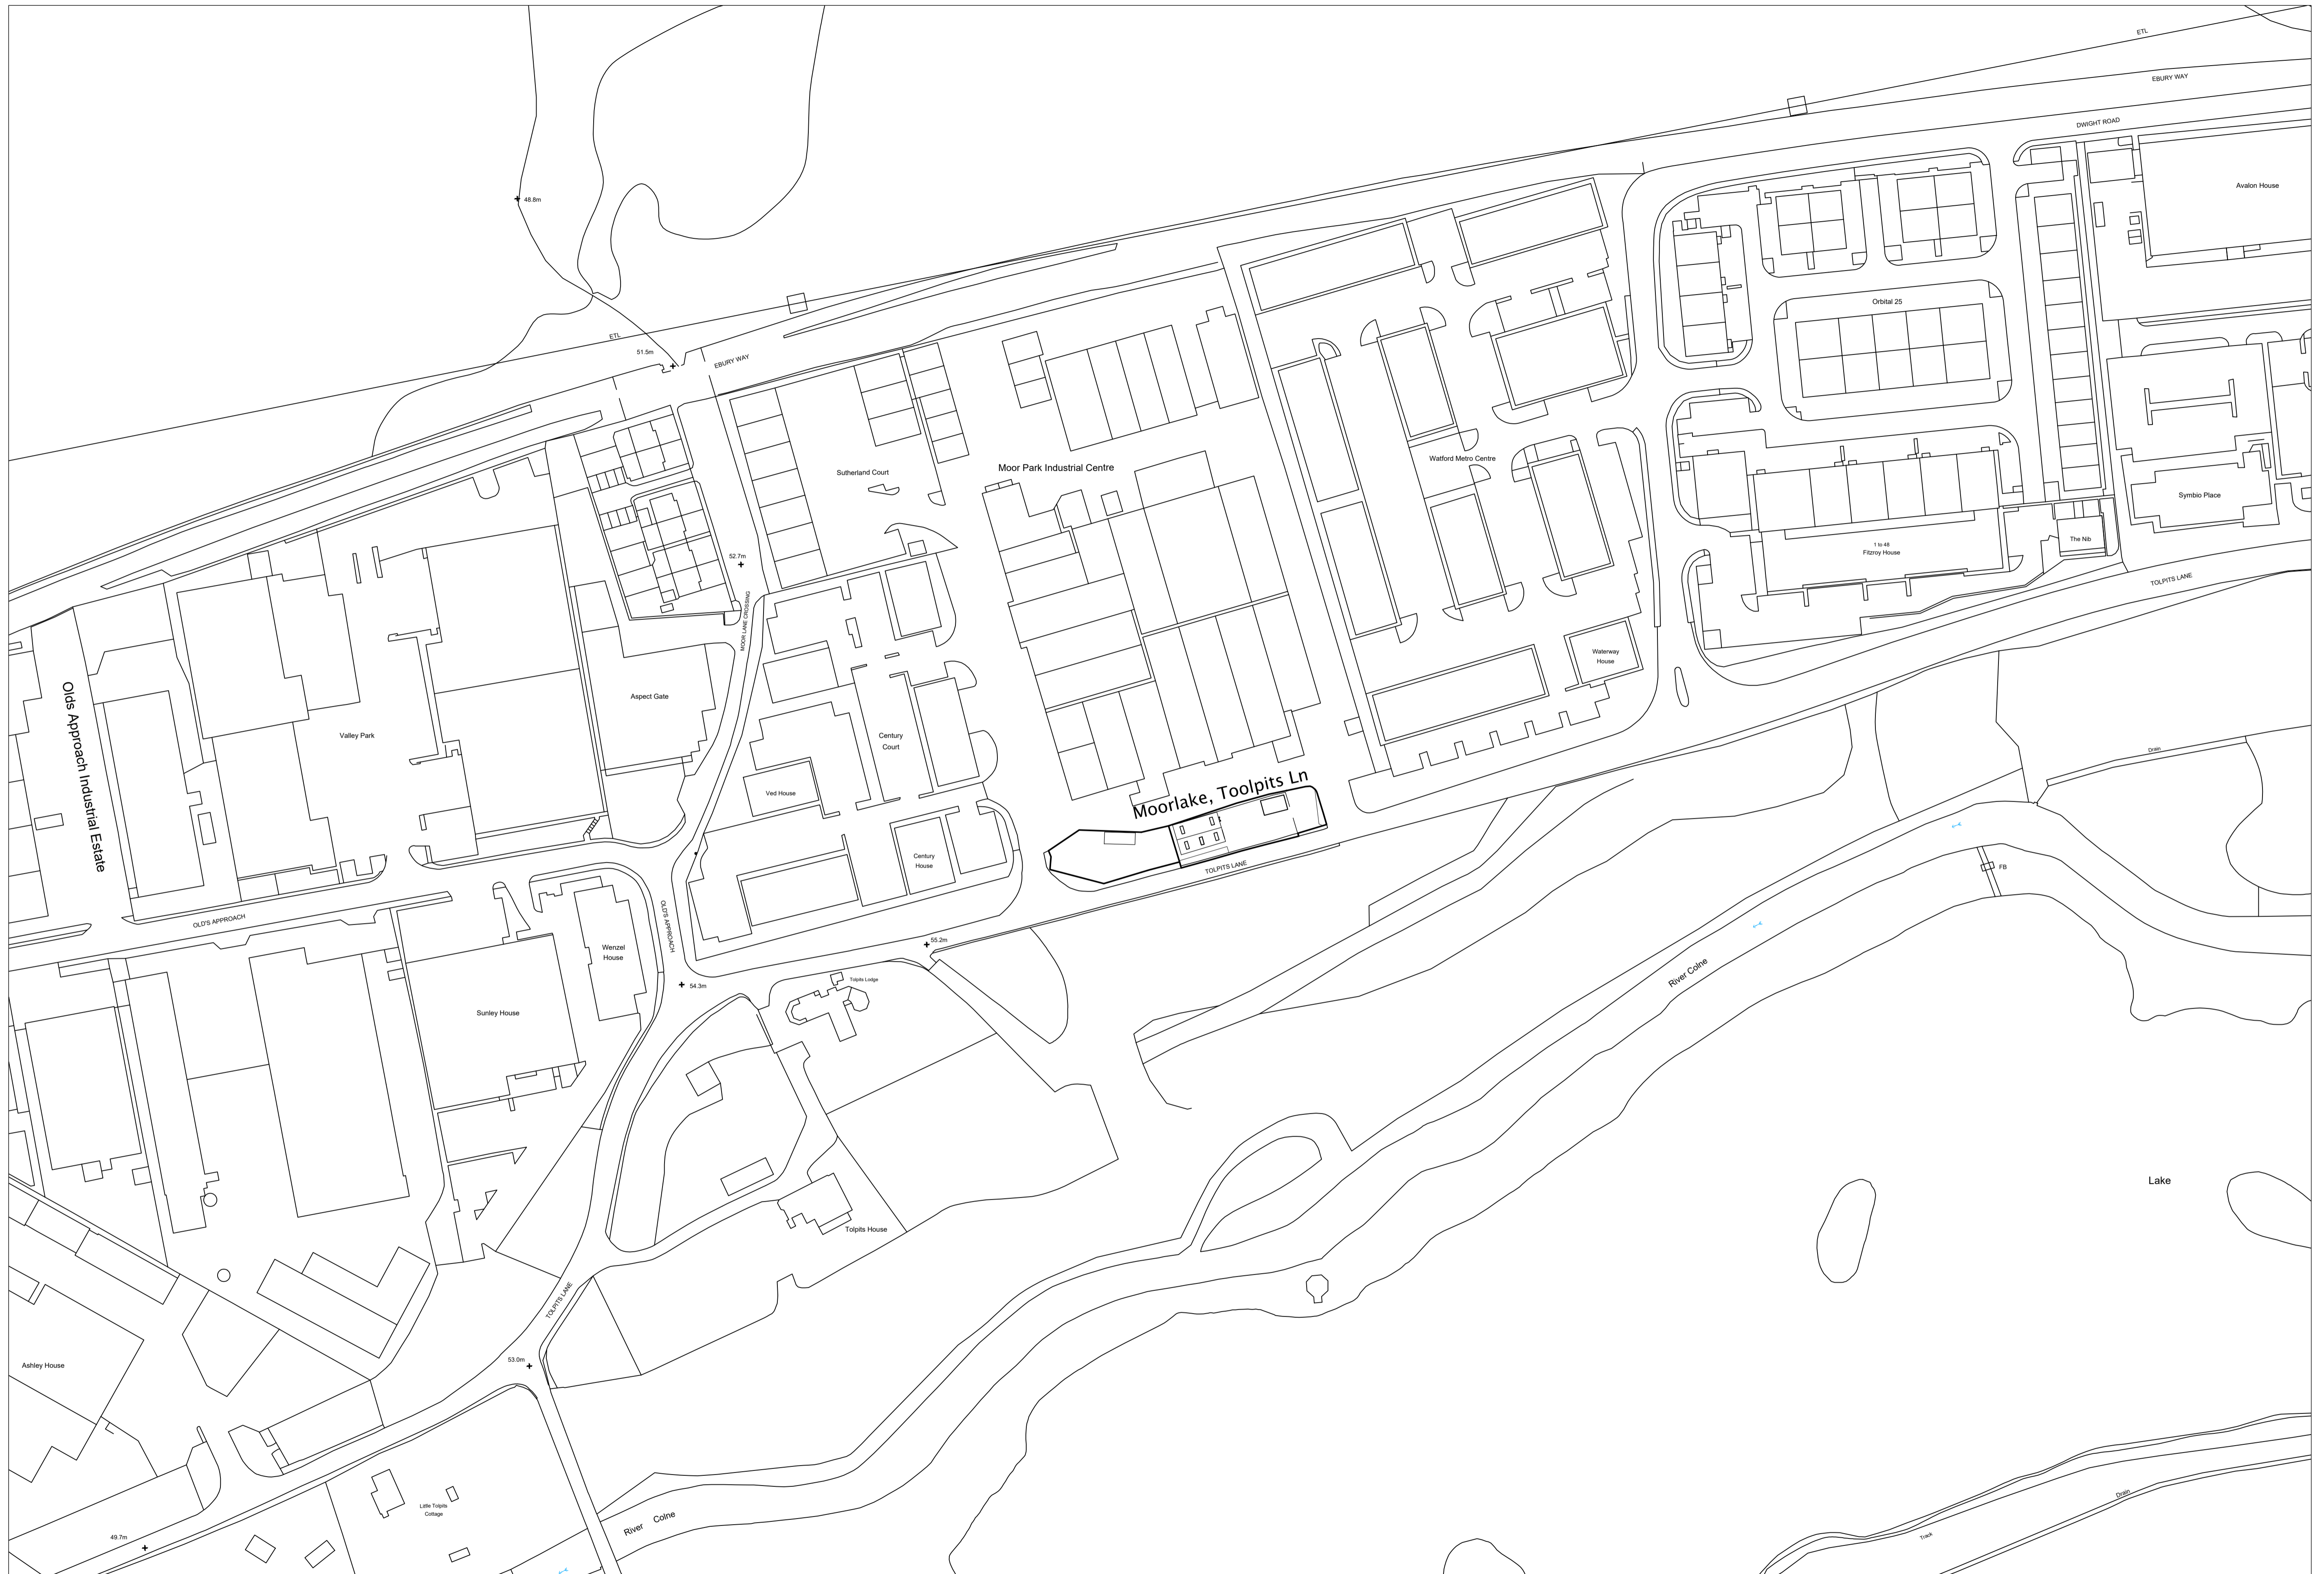 ETL
EBURY WAY
DWIGHT ROAD
Avalon House
48.8m
Orbital 25
ETL
51.5m
EBURY WAY
Sutherland Court
Moor Park Industrial Centre
Watford Metro Centre
Symbio Place
The Nib
1 to 48
Fitzroy House
52.7m
TOLPITS LANE
MOOR LANE CROSSING
Waterway
House
Olds Approach Industrial Estate
Aspect Gate
Valley Park
Century
Court
Drain
Ved House
Moorlake, Toolpits Ln
Century
House
TOLPITS LANE
FB
OLD'S APPROACH
OLD'S APPROACH
Wenzel
House
55.2m
River Colne
54.3m
Tolpits Lodge
Sunley House
Lake
Tolpits House
TOLPITS LANE
53.0m
Ashley House
Little Tolpits
Cottage
River Colne
Drain
Track
49.7m